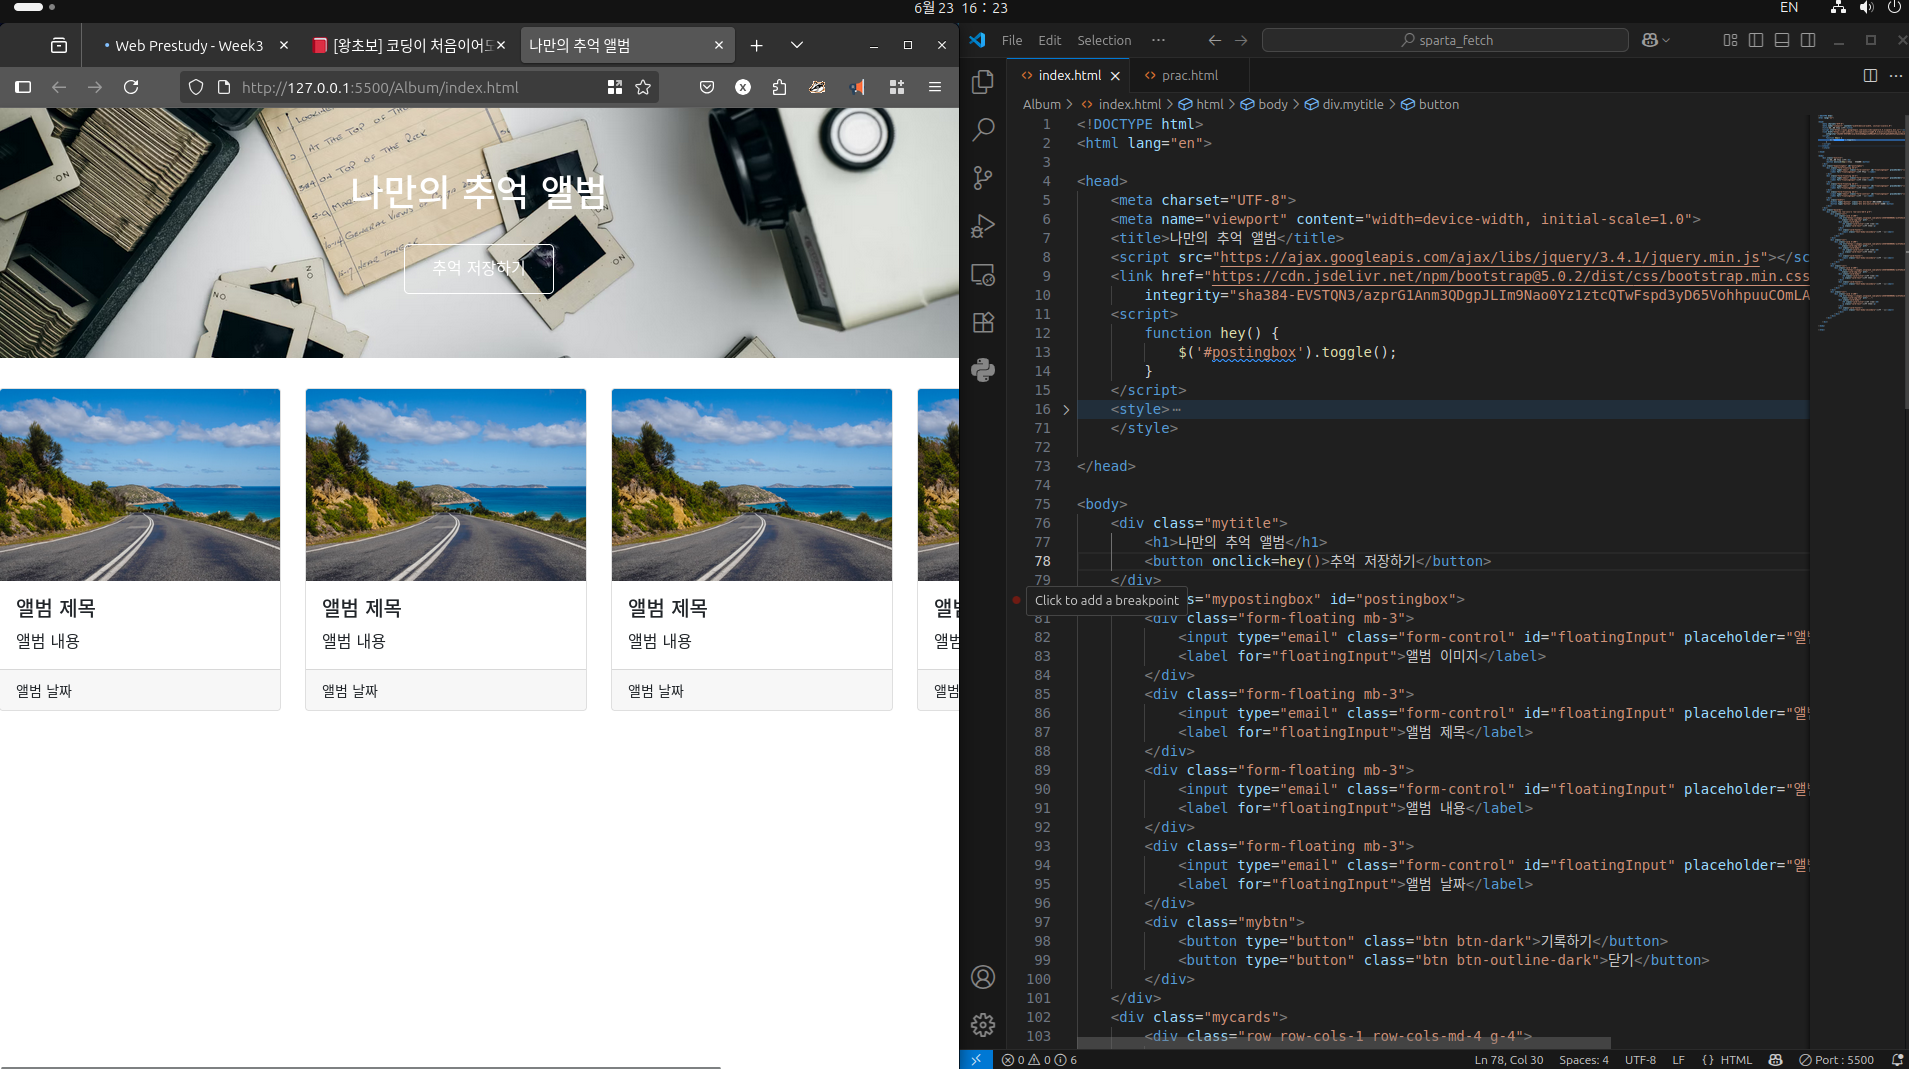 6월 23 16 : 23
EN
Web Prestudy - Week3
[왕초보] 코딩이 처음이어도
나만의 추억 앨범
http://127.0.0.1:5500/Album/index.html
나만의 추억 앨범
추억 저장하기
앨범 제목
앨범 내용
앨범 날짜
앨범 제목
앨범 내용
앨범 날짜
앨범 제목
앨범 내용
앨범 날짜
앨범
앨범
앨범
File Edit Selection ···
sparta_fetch
index.html
prac.html
Album > index.html > html > body > div.mytitle > button
1 <!DOCTYPE html>
2 <html lang="en">
3
4 <head>
5 <meta charset="UTF-8">
6 <meta name="viewport" content="width=device-width, initial-scale=1.0">
7 <title>나만의 추억 앨범</title>
8 <script src="https://ajax.googleapis.com/ajax/libs/jquery/3.4.1/jquery.min.js"></sc
9 <link href="https://cdn.jsdelivr.net/npm/bootstrap@5.0.2/dist/css/bootstrap.min.css
10 integrity="sha384-EVSTQN3/azprG1Anm3QDgpJLIm9Nao0Yz1ztcQTwFspd3yD65VohhpuuCOmLA
11 <script>
12 function hey() {
13 $('#postingbox').toggle();
14 }
15 </script>
16 <style>···
71 </style>
72
73 </head>
74
75 <body>
76 <div class="mytitle">
77 <h1>나만의 추억 앨범</h1>
78 <button onclick=hey()>추억 저장하기</button>
79 </div>
Click to add a breakpoint
s="mypostingbox" id="postingbox">
81 <div class="form-floating mb-3">
82 <input type="email" class="form-control" id="floatingInput" placeholder="앨범
83 <label for="floatingInput">앨범 이미지</label>
84 </div>
85 <div class="form-floating mb-3">
86 <input type="email" class="form-control" id="floatingInput" placeholder="앨범
87 <label for="floatingInput">앨범 제목</label>
88 </div>
89 <div class="form-floating mb-3">
90 <input type="email" class="form-control" id="floatingInput" placeholder="앨범
91 <label for="floatingInput">앨범 내용</label>
92 </div>
93 <div class="form-floating mb-3">
94 <input type="email" class="form-control" id="floatingInput" placeholder="앨범
95 <label for="floatingInput">앨범 날짜</label>
96 </div>
97 <div class="mybtn">
98 <button type="button" class="btn btn-dark">기록하기</button>
99 <button type="button" class="btn btn-outline-dark">닫기</button>
100 </div>
101 </div>
102 <div class="mycards">
103 <div class="row row-cols-1 row-cols-md-4 g-4">
0 0 6
Ln 78, Col 30 Spaces: 4 UTF-8 LF { } HTML Port : 5500